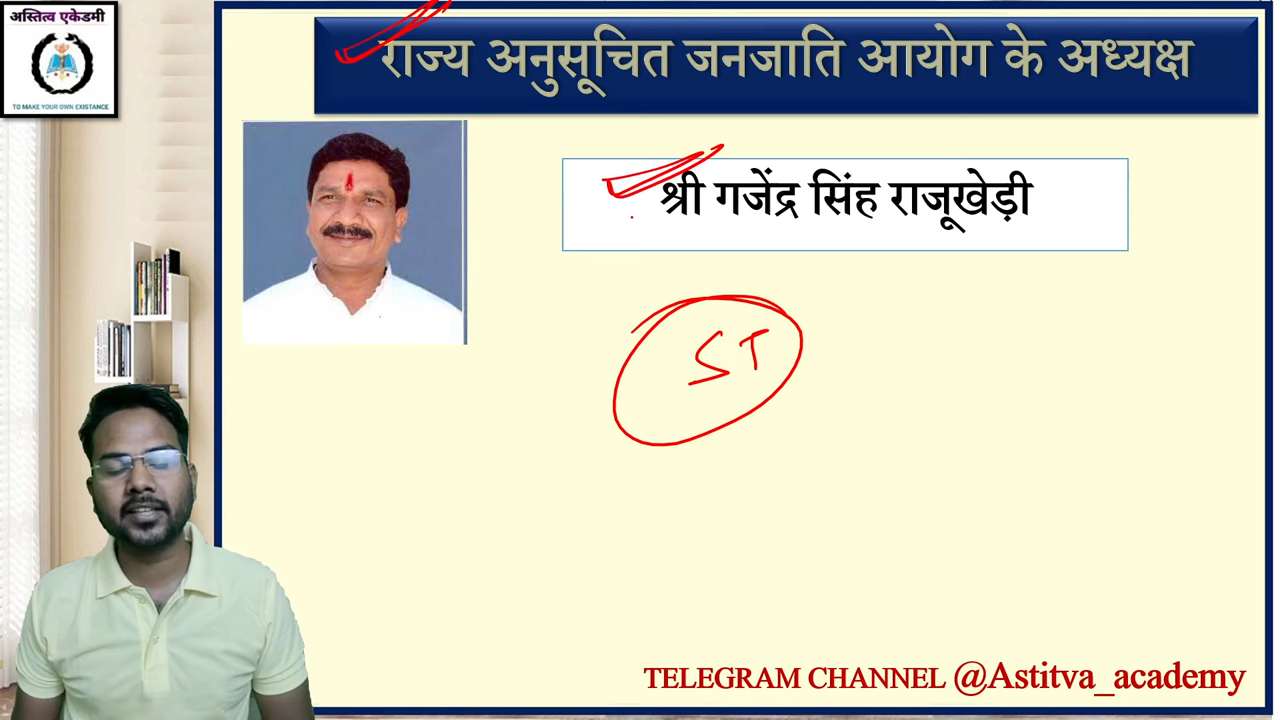 अस्तित्व एकेडमी
TO MAKE YOUR OWN EXISTANCE
राज्य अनुसूचित जनजाति आयोग के अध्यक्ष
श्री गजेंद्र सिंह राजूखेड़ी
ST
TELEGRAM CHANNEL @Astitva_academy